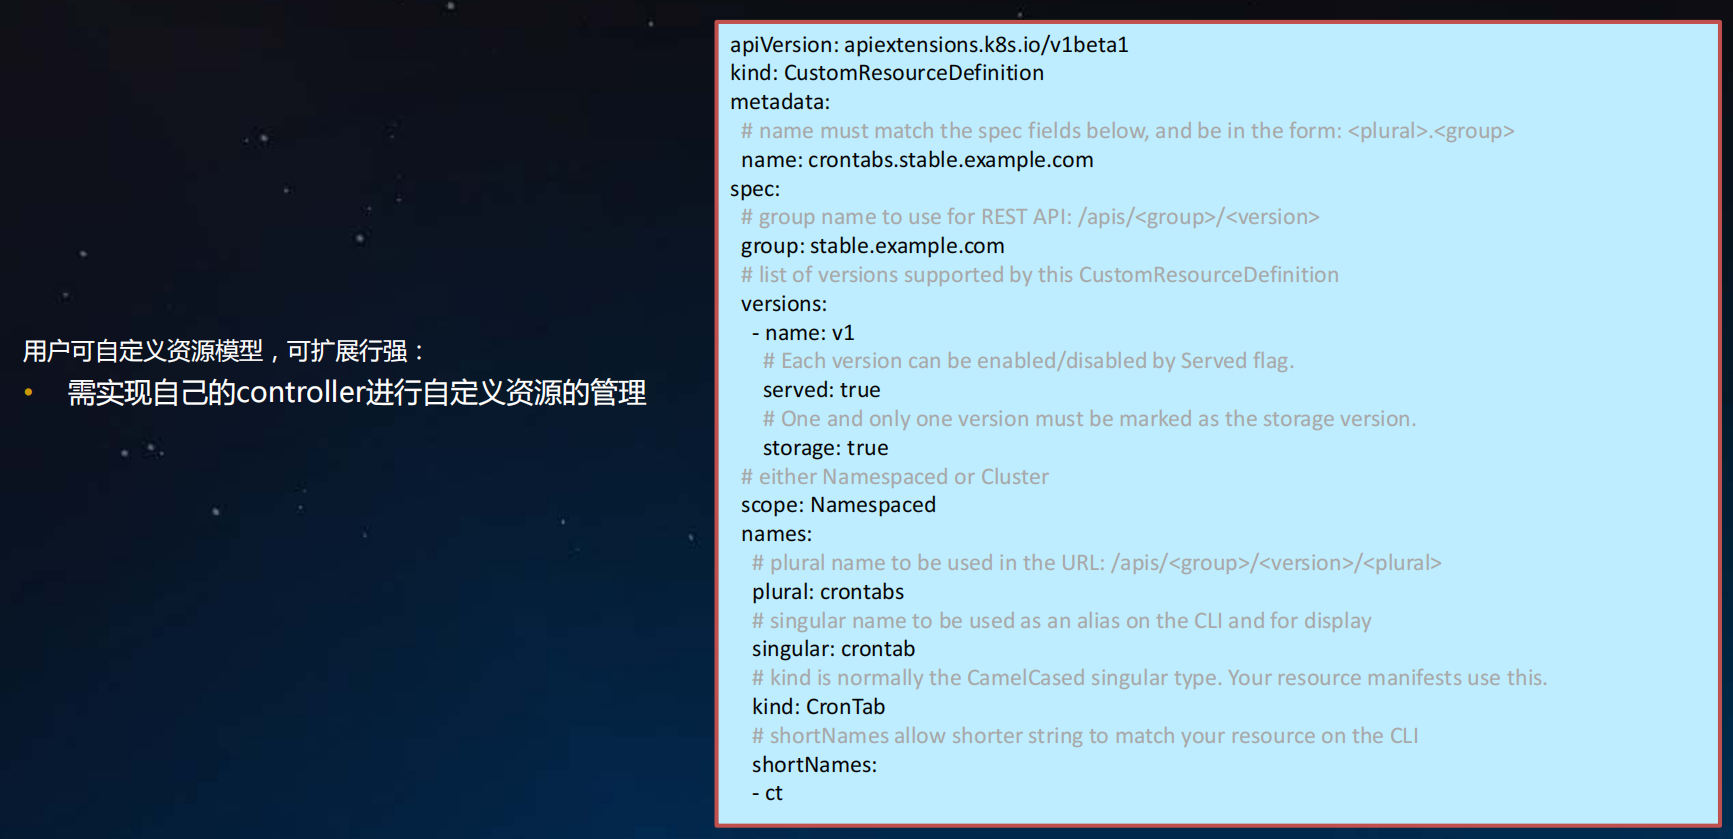 用户可自定义资源模型，可扩展行强：
• 需实现自己的controller进行自定义资源的管理
apiVersion: apiextensions.k8s.io/v1beta1
kind: CustomResourceDefinition
metadata:
  # name must match the spec fields below, and be in the form: <plural>.<group>
  name: crontabs.stable.example.com
spec:
  # group name to use for REST API: /apis/<group>/<version>
  group: stable.example.com
  # list of versions supported by this CustomResourceDefinition
  versions:
    - name: v1
      # Each version can be enabled/disabled by Served flag.
      served: true
      # One and only one version must be marked as the storage version.
      storage: true
  # either Namespaced or Cluster
  scope: Namespaced
  names:
    # plural name to be used in the URL: /apis/<group>/<version>/<plural>
    plural: crontabs
    # singular name to be used as an alias on the CLI and for display
    singular: crontab
    # kind is normally the CamelCased singular type. Your resource manifests use this.
    kind: CronTab
    # shortNames allow shorter string to match your resource on the CLI
    shortNames:
    - ct